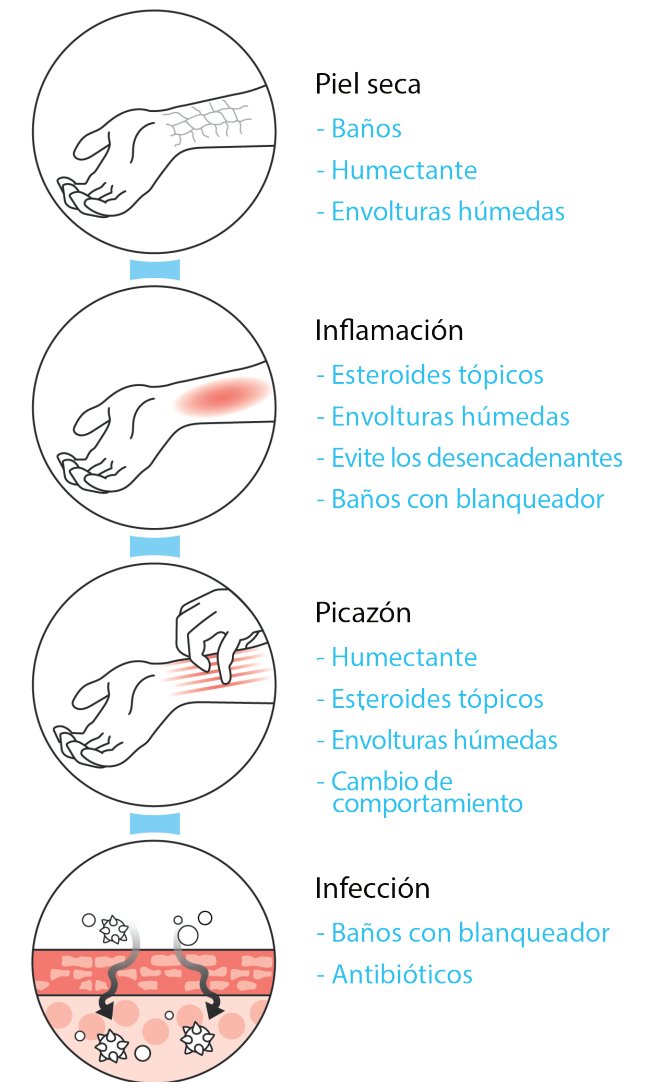 Piel seca
- Baños
- Humectante
- Envolturas húmedas
Inflamación
- Esteroides tópicos
- Envolturas húmedas
- Evite los desencadenantes
- Baños con blanqueador
Picazón
- Humectante
- Esteroides tópicos
- Envolturas húmedas
- Cambio de
comportamiento
Infección
- Baños con blanqueador
- Antibióticos